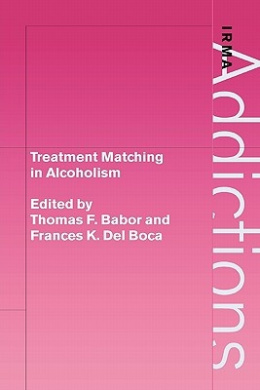 IRMA
Addictions
Treatment Matching
in Alcoholism
Edited by
Thomas F. Babor and
Frances K. Del Boca